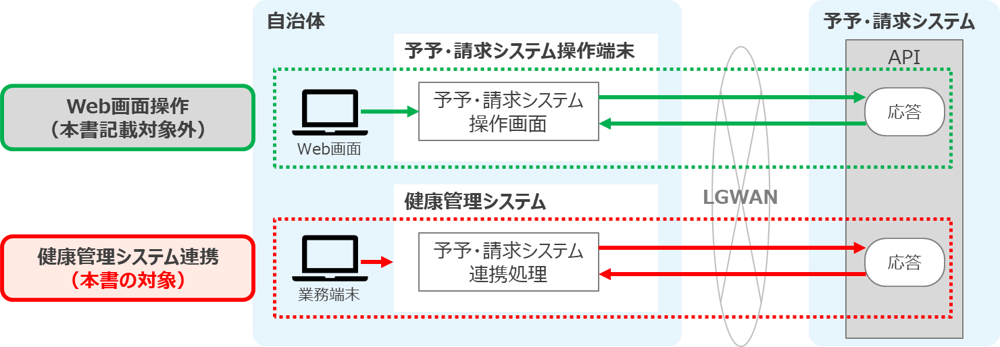 自治体
予予・請求システム
予予・請求システム操作端末
API
Web画面操作
（本書記載対象外）
Web画面
予予・請求システム
操作画面
応答
LGWAN
健康管理システム
健康管理システム連携
（本書の対象）
業務端末
予予・請求システム
連携処理
応答